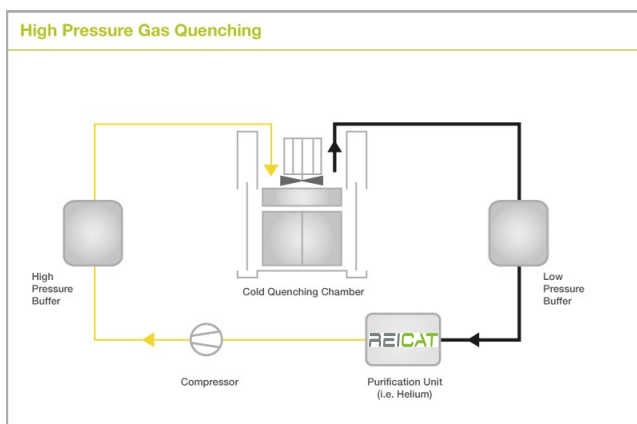 High Pressure Gas Quenching
High
Pressure
Buffer
Cold Quenching Chamber
Low
Pressure
Buffer
REICAT
Compressor
Purification Unit
(i.e. Helium)